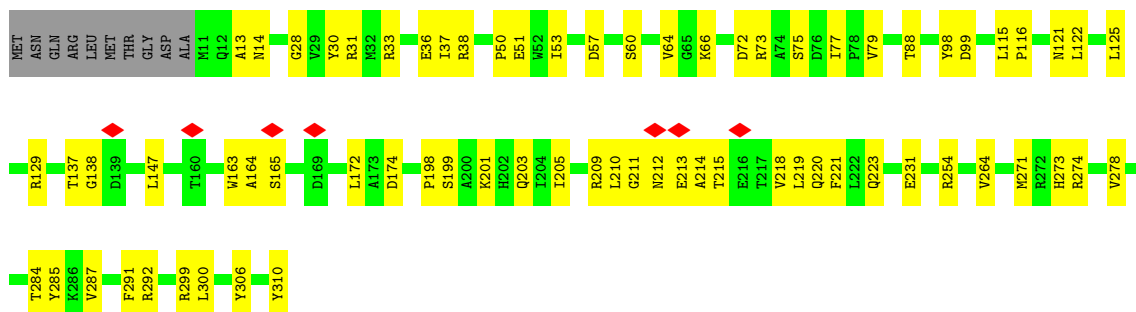 MET ASN GLN ARG LEU MET THR GLY ASP ALA M11 Q12 A13 N14 G28 V29 Y30 R31 M32 R33 E36 I37 R38 P50 E51 W52 I53 D57 S60 V64 G65 K66 D72 R73 A74 S75 D76 I77 P78 V79 T88 Y98 D99 L115 P116 N121 L122 L125
R129 T137 G138 D139 L147 T160 W163 A164 S165 D169 L172 A173 D174 P198 S199 A200 K201 H202 Q203 I204 I205 R209 L210 G211 N212 E213 A214 T215 E216 T217 V218 L219 Q220 F221 L222 Q223 E231 R254 V264 M271 R272 H273 R274 V278
T284 Y285 K286 V287 F291 R292 R299 L300 Y306 Y310